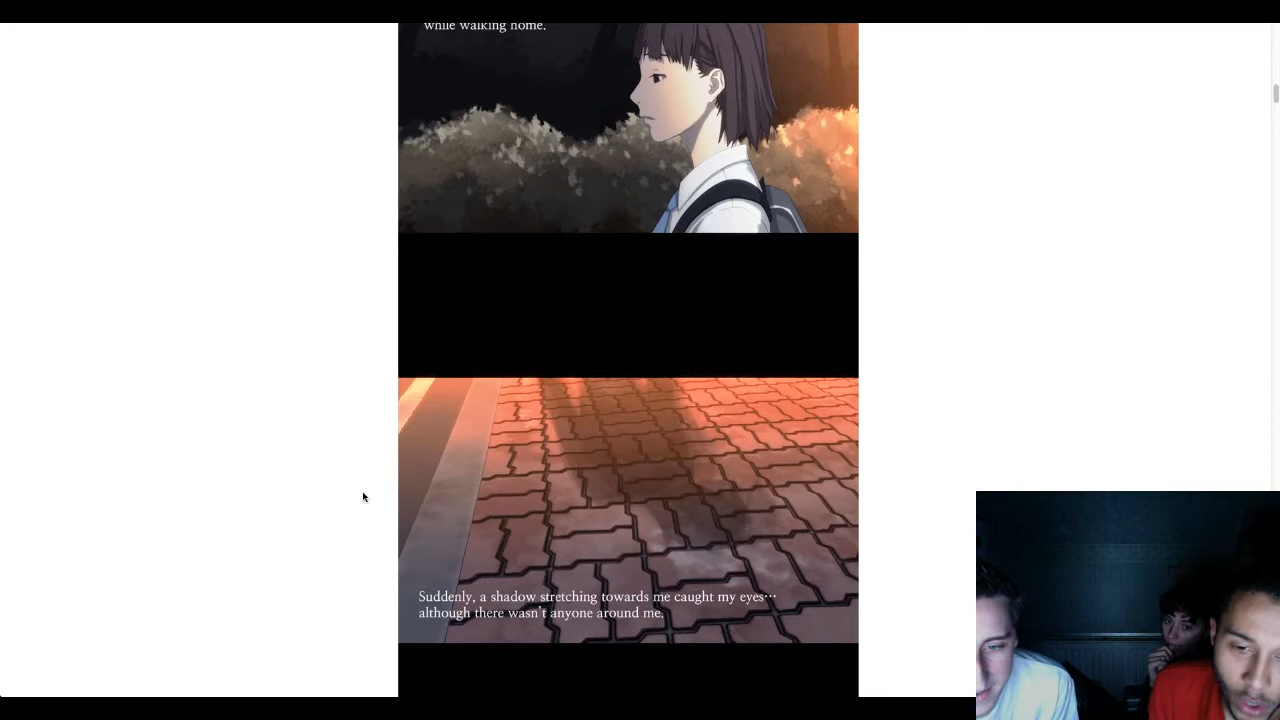 while walking home.
Suddenly, a shadow stretching towards me caught my eyes…
although there wasn't anyone around me.